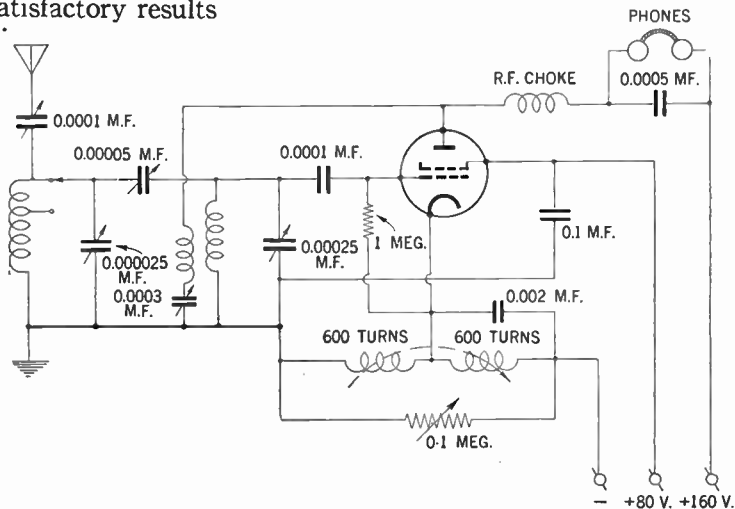 atisfactory results
PHONES
R.F. CHOKE
0.0005 MF.
0.0001 M.F.
0.00005 M.F.
0.0001 M.F.
1 MEG.
0.1 M.F.
0.000025
M.F.
0.00025
M.F.
0.0003
M.F.
0.002 M.F.
600 TURNS
600 TURNS
0·1 MEG.
– +80 V. +160 V.